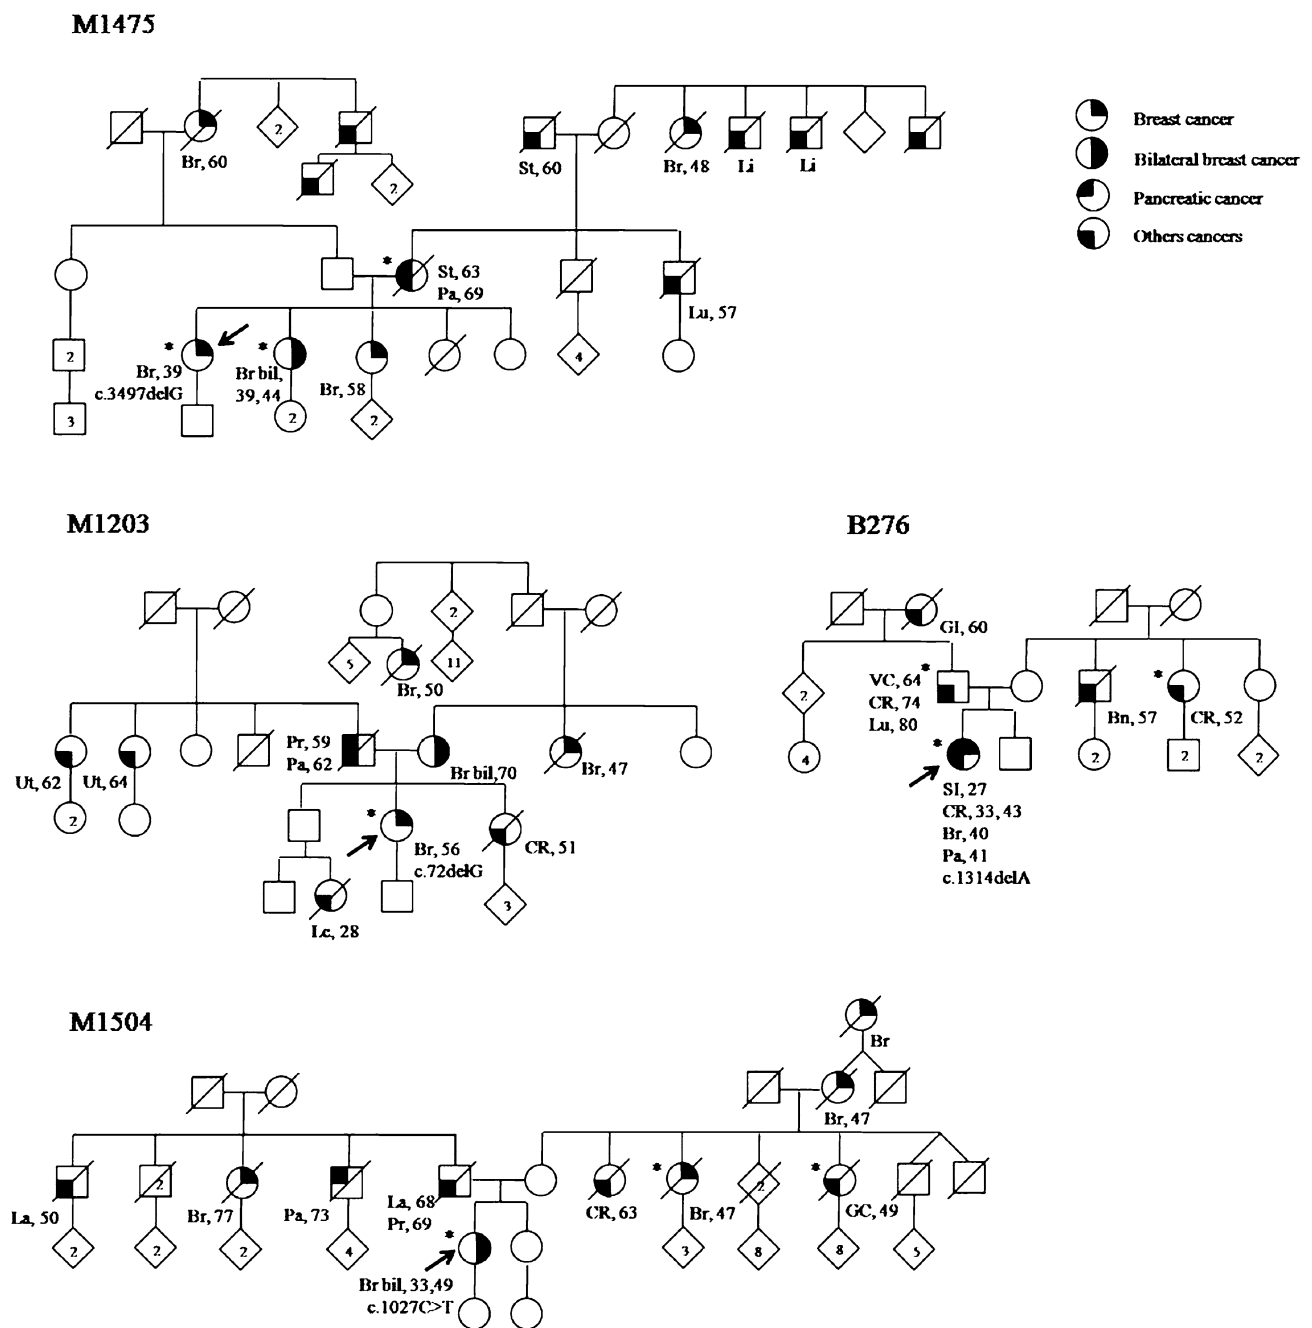 M1475
Breast cancer
Bilateral breast cancer
Pancreatic cancer
Others cancers
2
Br, 60
2
St, 60
Br, 48
Li
Li
*
St, 63
Pa, 69
Lu, 57
2
*
Br, 39
c.3497delG
*
Br bil,
39, 44
Br, 58
4
3
2
2
M1203
B276
2
5
11
Br, 50
GI, 60
*
VC, 64
CR, 74
Lu, 80
2
Bn, 57
*
CR, 52
Ut, 62
Ut, 64
Pr, 59
Pa, 62
Br bil, 70
Br, 47
4
2
2
2
*
SI, 27
CR, 33, 43
Br, 40
Pa, 41
c.1314delA
2
*
Br, 56
c.72delG
CR, 51
Le, 28
3
M1504
Br
Br, 47
La, 50
2
Br, 77
Pa, 73
La, 68
Pr, 69
CR, 63
*
Br, 47
2
*
GC, 49
2
2
2
4
*
Br bil, 33,49
c.1027C>T
3
8
8
5